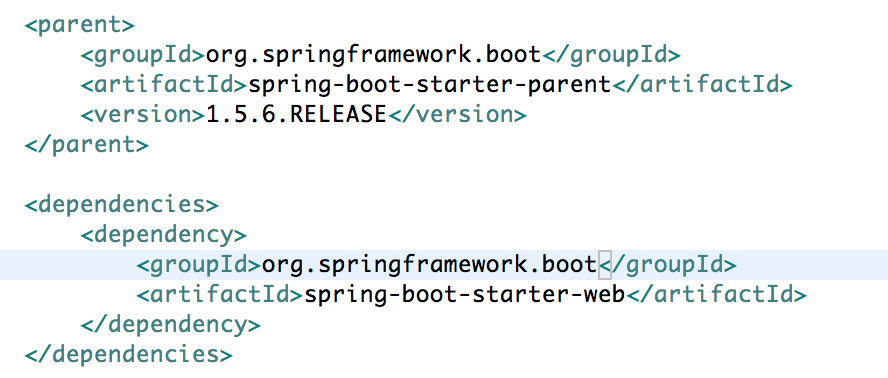 <parent>
    <groupId>org.springframework.boot</groupId>
    <artifactId>spring-boot-starter-parent</artifactId>
    <version>1.5.6.RELEASE</version>
</parent>

<dependencies>
    <dependency>
        <groupId>org.springframework.boot</groupId>
        <artifactId>spring-boot-starter-web</artifactId>
    </dependency>
</dependencies>